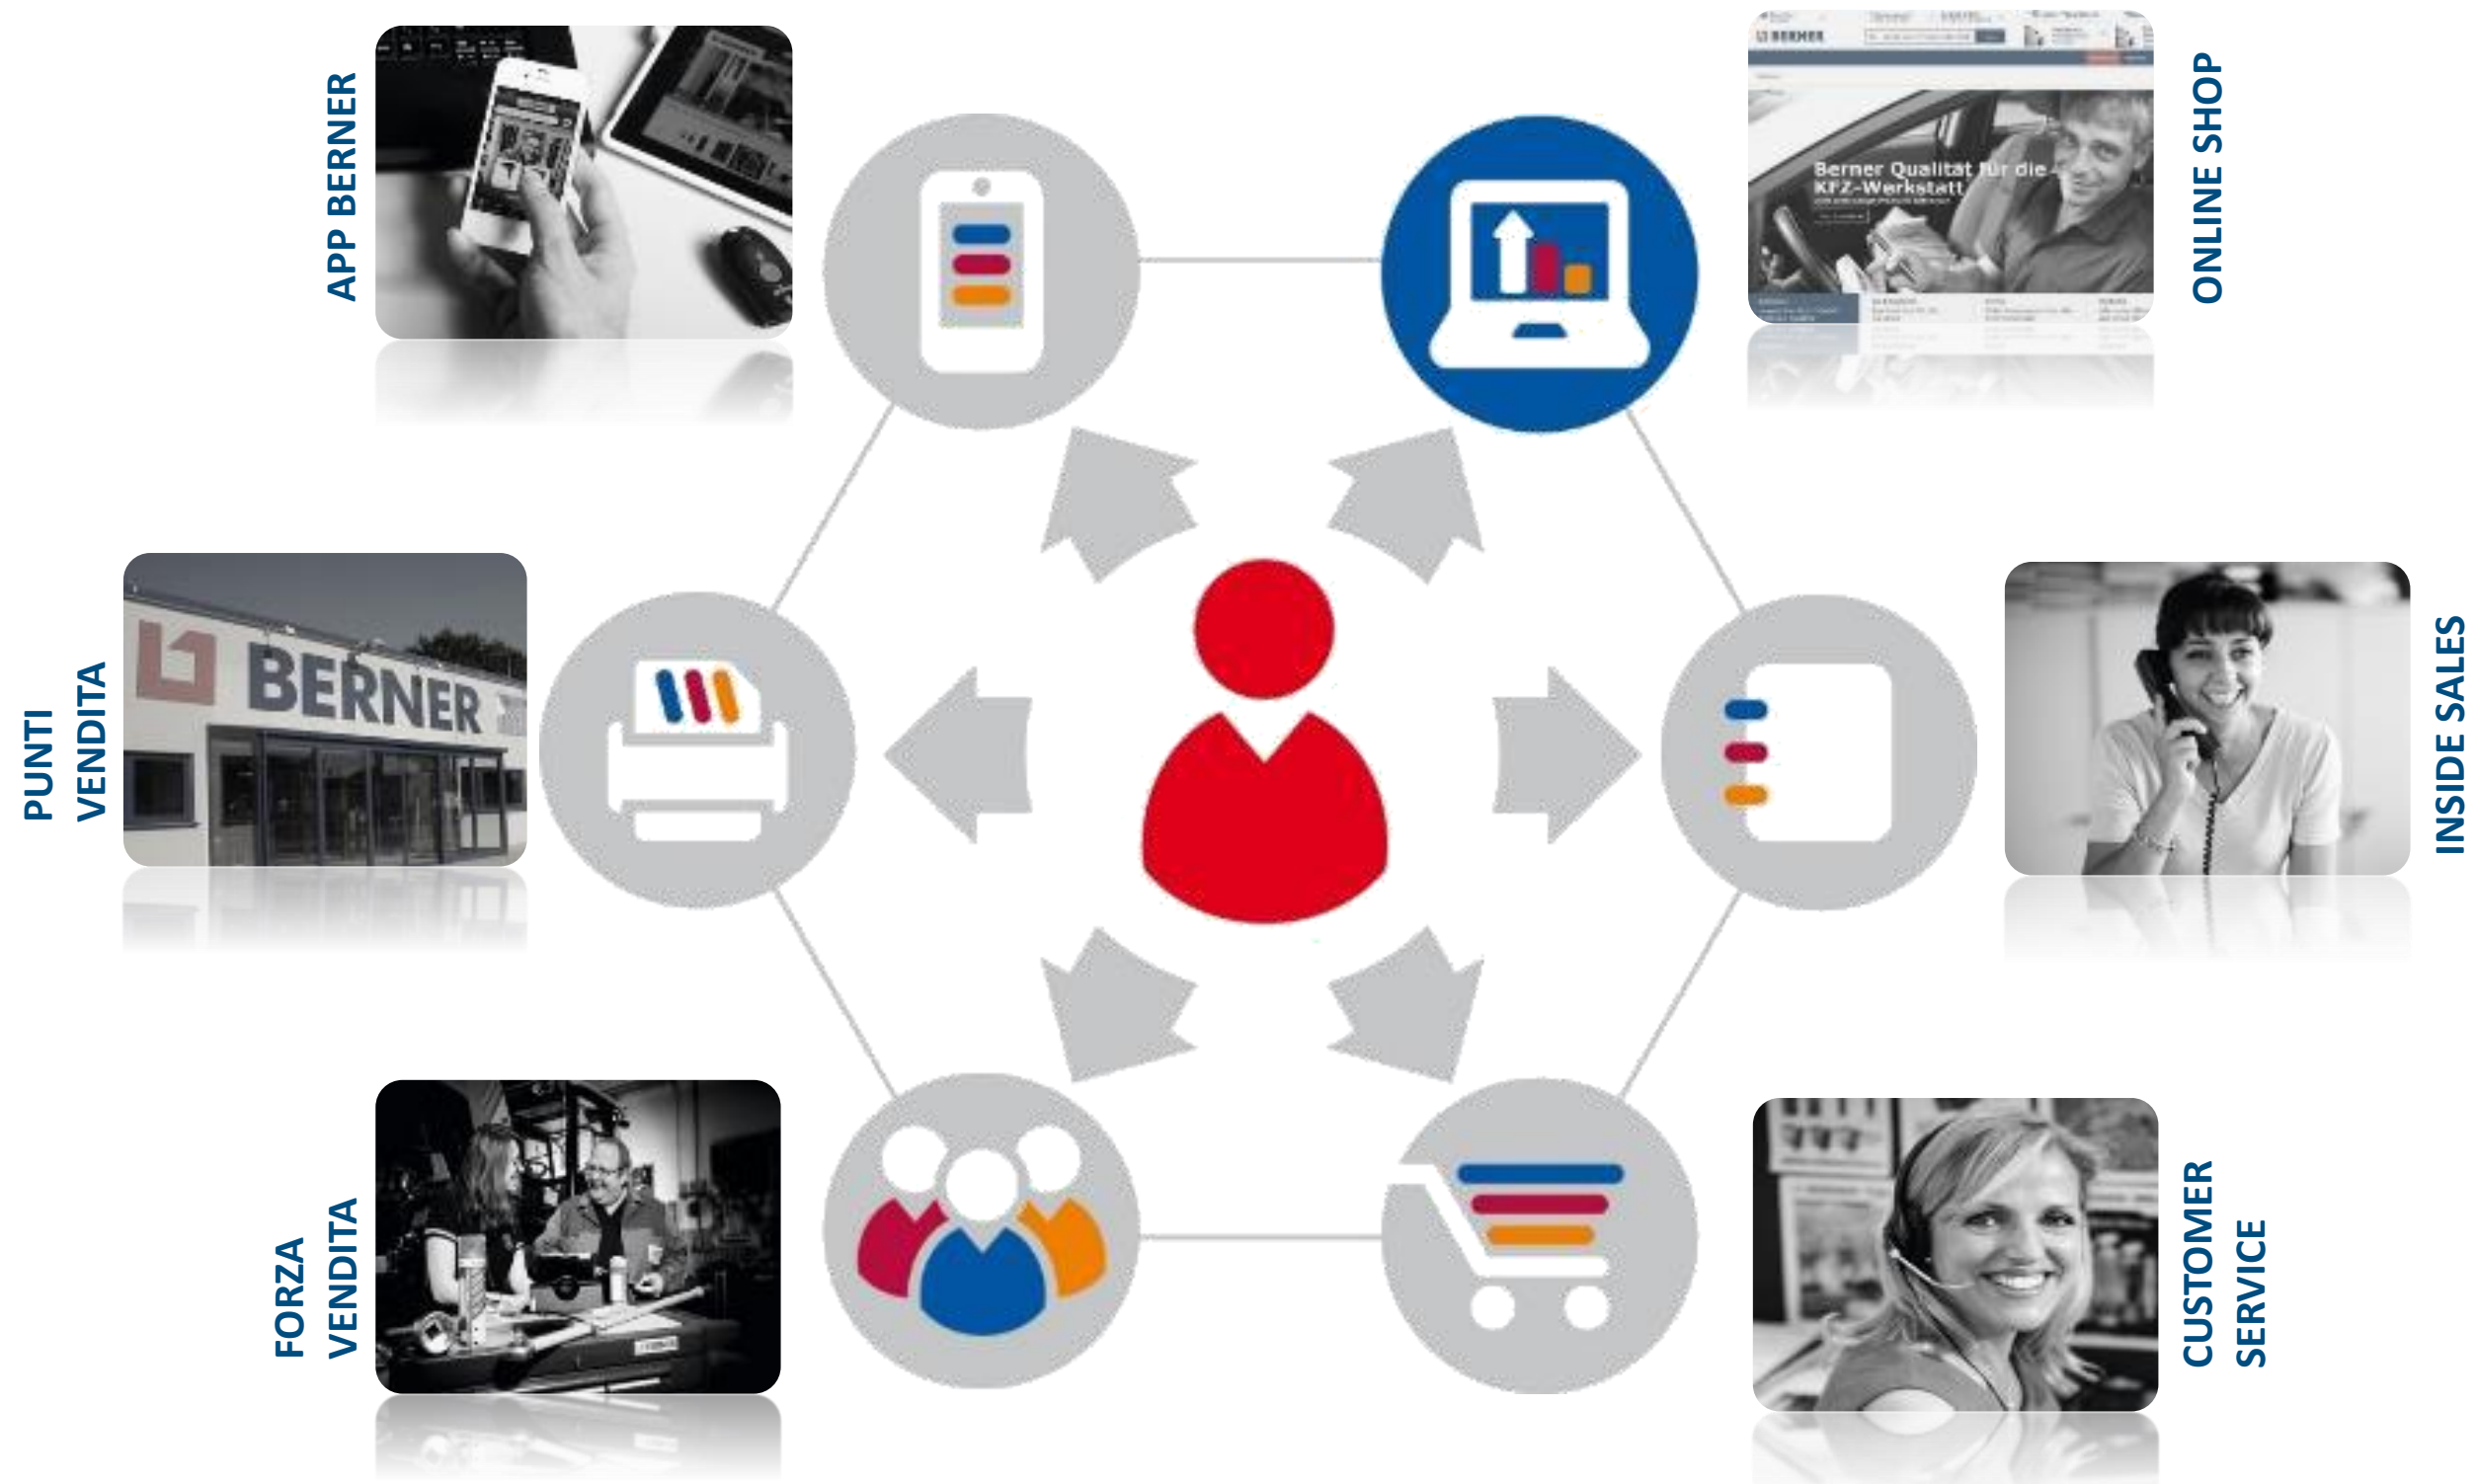 APP BERNER
BERNER
Berner Qualität für die
KFZ-Werkstatt
ONLINE SHOP
PUNTI
VENDITA
BERNER
INSIDE SALES
FORZA
VENDITA
CUSTOMER
SERVICE